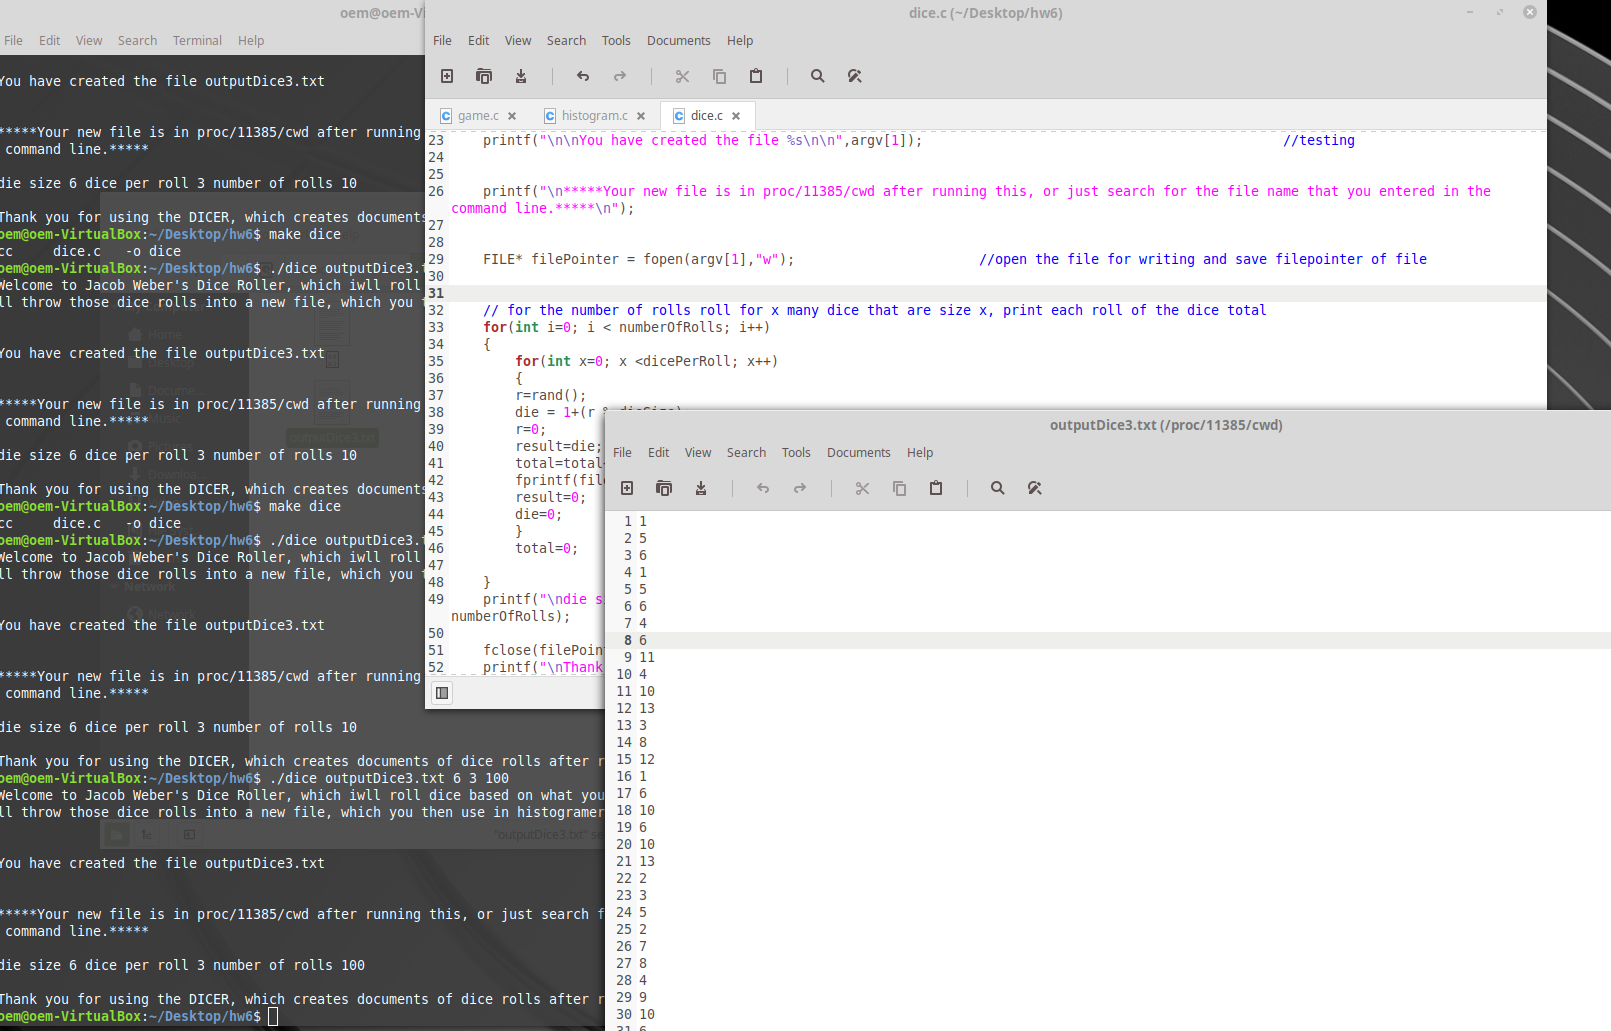 oem@oem-Vi
File Edit View Search Terminal Help
You have created the file outputDice3.txt
*****Your new file is in proc/11385/cwd after running
command line.*****
die size 6 dice per roll 3 number of rolls 10
Thank you for using the DICER, which creates documents
oem@oem-VirtualBox:~/Desktop/hw6$ make dice
cc     dice.c   -o dice
oem@oem-VirtualBox:~/Desktop/hw6$ ./dice outputDice3.
Welcome to Jacob Weber's Dice Roller, which iwll roll
ll throw those dice rolls into a new file, which you
You have created the file outputDice3.txt
*****Your new file is in proc/11385/cwd after running
command line.*****
die size 6 dice per roll 3 number of rolls 10
Thank you for using the DICER, which creates documents
oem@oem-VirtualBox:~/Desktop/hw6$ make dice
cc     dice.c   -o dice
oem@oem-VirtualBox:~/Desktop/hw6$ ./dice outputDice3.
Welcome to Jacob Weber's Dice Roller, which iwll roll
ll throw those dice rolls into a new file, which you
You have created the file outputDice3.txt
*****Your new file is in proc/11385/cwd after running
command line.*****
die size 6 dice per roll 3 number of rolls 10
Thank you for using the DICER, which creates documents of dice rolls after r
oem@oem-VirtualBox:~/Desktop/hw6$ ./dice outputDice3.txt 6 3 100
Welcome to Jacob Weber's Dice Roller, which iwll roll dice based on what you
ll throw those dice rolls into a new file, which you then use in histogramer
You have created the file outputDice3.txt
*****Your new file is in proc/11385/cwd after running this, or just search f
command line.*****
die size 6 dice per roll 3 number of rolls 100
Thank you for using the DICER, which creates documents of dice rolls after r
oem@oem-VirtualBox:~/Desktop/hw6$
Home
Desktop
Docume
Music
Pictures
Downloa
Network
Network
outputDice3.txt
"outputDice3.txt" se
dice.c (~/Desktop/hw6)
File Edit View Search Tools Documents Help
game.c histogram.c dice.c
23 printf("\n\nYou have created the file %s\n\n",argv[1]); //testing
24
25
26 printf("\n*****Your new file is in proc/11385/cwd after running this, or just search for the file name that you entered in the
command line.*****\n");
27
28
29 FILE* filePointer = fopen(argv[1],"w"); //open the file for writing and save filepointer of file
30
31
32 // for the number of rolls roll for x many dice that are size x, print each roll of the dice total
33 for(int i=0; i < numberOfRolls; i++)
34 {
35 for(int x=0; x <dicePerRoll; x++)
36 {
37 r=rand();
38 die = 1+(r % dieSize)
39 r=0;
40 result=die;
41 total=total
42 fprintf(fil
43 result=0;
44 die=0;
45 }
46 total=0;
47
48 }
49 printf("\ndie s
numberOfRolls);
50
51 fclose(filePoin
52 printf("\nThank
outputDice3.txt (/proc/11385/cwd)
File Edit View Search Tools Documents Help
1 1
2 5
3 6
4 1
5 5
6 6
7 4
8 6
9 11
10 4
11 10
12 13
13 3
14 8
15 12
16 1
17 6
18 10
19 6
20 10
21 13
22 2
23 3
24 5
25 2
26 7
27 8
28 4
29 9
30 10
31 6